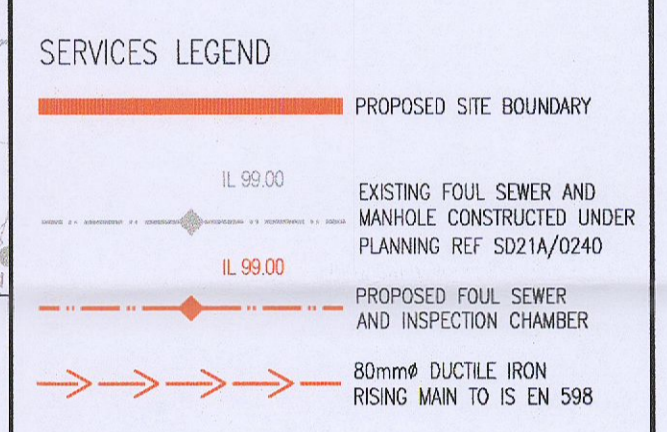 SERVICES LEGEND
PROPOSED SITE BOUNDARY
IL 99.00
EXISTING FOUL SEWER AND
MANHOLE CONSTRUCTED UNDER
PLANNING REF SD21A/0240
IL 99.00
PROPOSED FOUL SEWER
AND INSPECTION CHAMBER
80mmø DUCTILE IRON
RISING MAIN TO IS EN 598